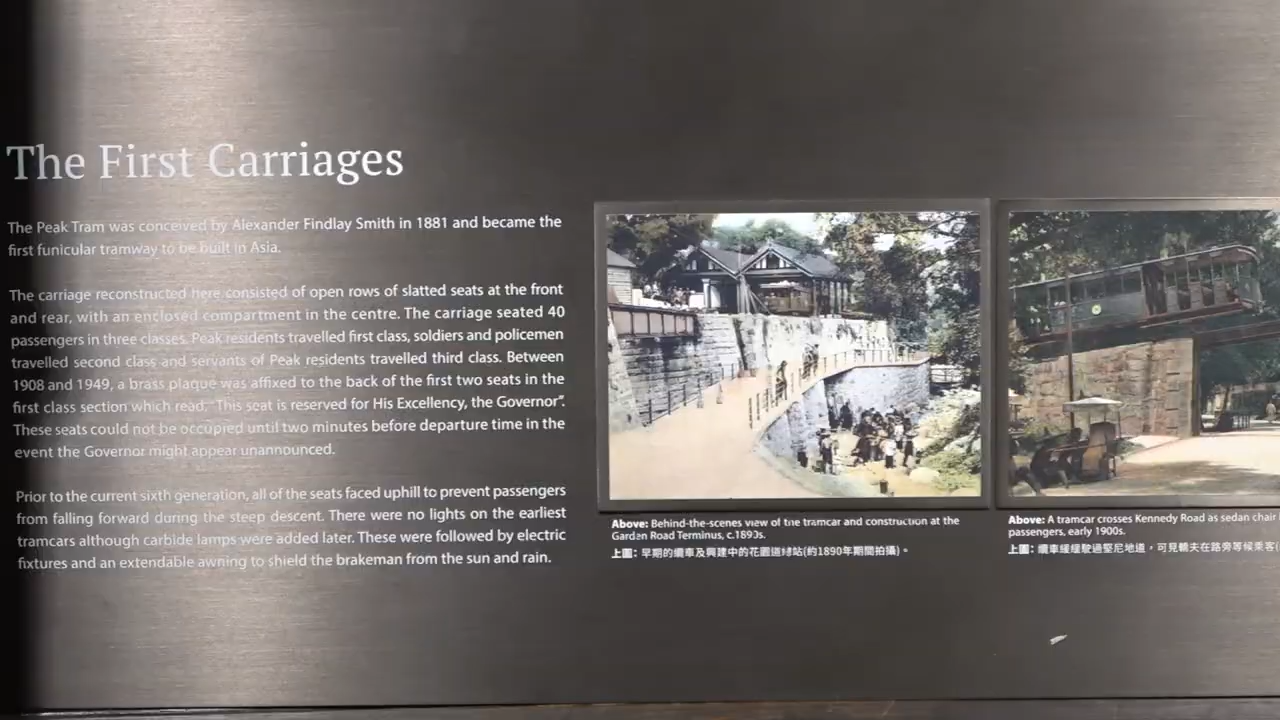 The First Carriages
The Peak Tram was conceived by Alexander Findlay Smith in 1881 and became the
first funicular tramway to be built in Asia.
The carriage reconstructed here consisted of open rows of slatted seats at the front
and rear, with an enclosed compartment in the centre. The carriage seated 40
passengers in three classes. Peak residents travelled first class, soldiers and policemen
travelled second class and servants of Peak residents travelled third class. Between
1908 and 1949, a brass plaque was affixed to the back of the first two seats in the
first class section which read, "This seat is reserved for His Excellency, the Governor".
These seats could not be occupied until two minutes before departure time in the
event the Governor might appear unannounced.
Prior to the current sixth generation, all of the seats faced uphill to prevent passengers
from falling forward during the steep descent. There were no lights on the earliest
tramcars although carbide lamps were added later. These were followed by electric
fixtures and an extendable awning to shield the brakeman from the sun and rain.
Above: Behind-the-scenes view of the tramcar and construction at the
Garden Road Terminus, c.1890s.
上圖：早期的纜車及興建中的花園道總站(約1890年期間拍攝)。
Above: A tramcar crosses Kennedy Road as sedan chair
passengers, early 1900s.
上圖：纜車緩緩駛過堅尼地道，可見轎夫在路旁等候乘客(